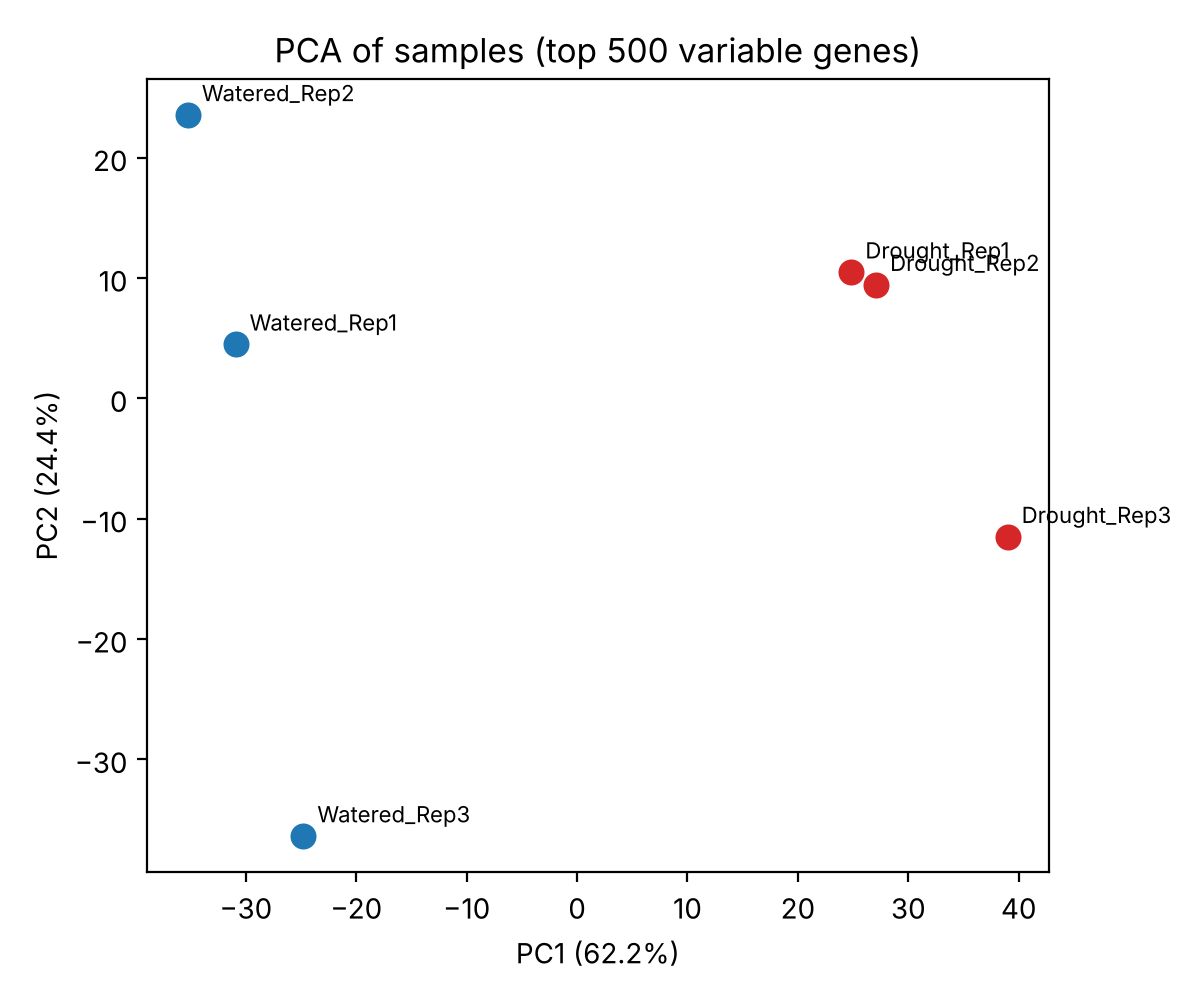 PCA of samples (top 500 variable genes)
Watered_Rep2
20
Drought_Rep1
Drought_Rep2
10
Watered_Rep1
0
PC2 (24.4%)
−10
Drought_Rep3
−20
−30
Watered_Rep3
−30 −20 −10 0 10 20 30 40
PC1 (62.2%)